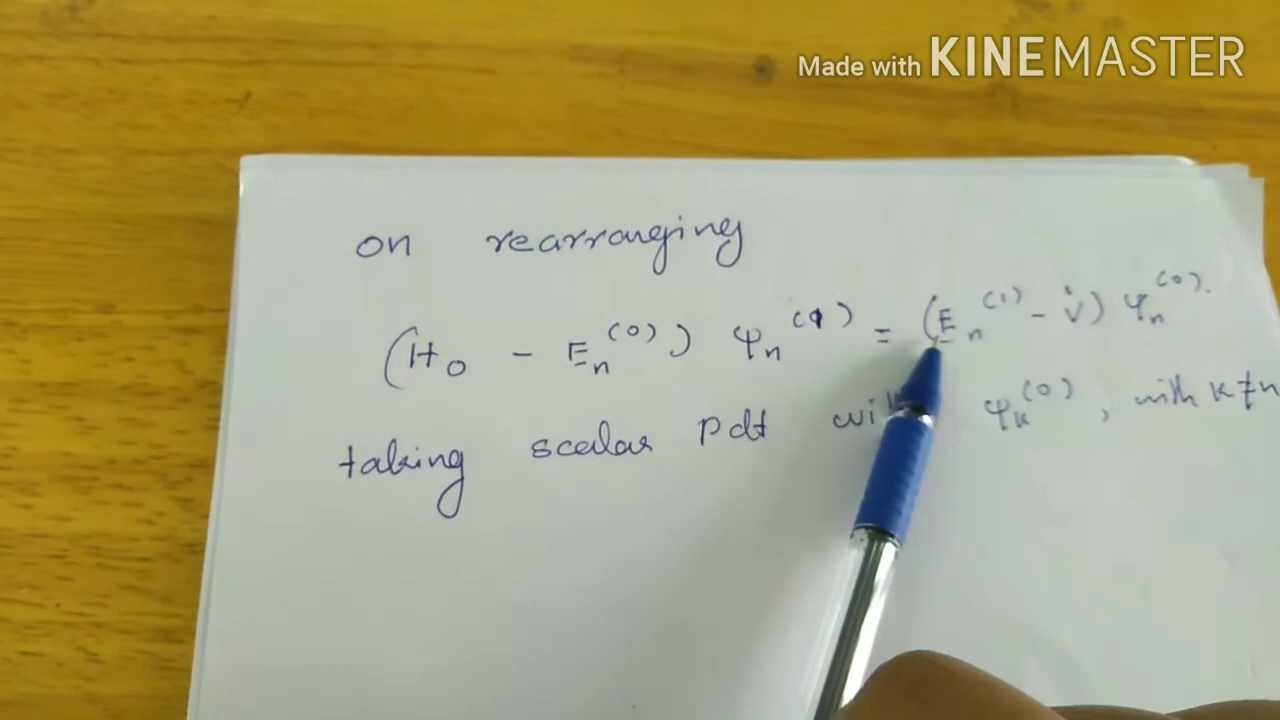 Made with KINEMASTER
on rearranging
(H₀ - Eₙ⁽⁰⁾) ψₙ⁽¹⁾ = (Eₙ⁽¹⁾ - V̂) ψₙ⁽⁰⁾.
taking scalar pdt with ψₖ⁽⁰⁾, with k≠n